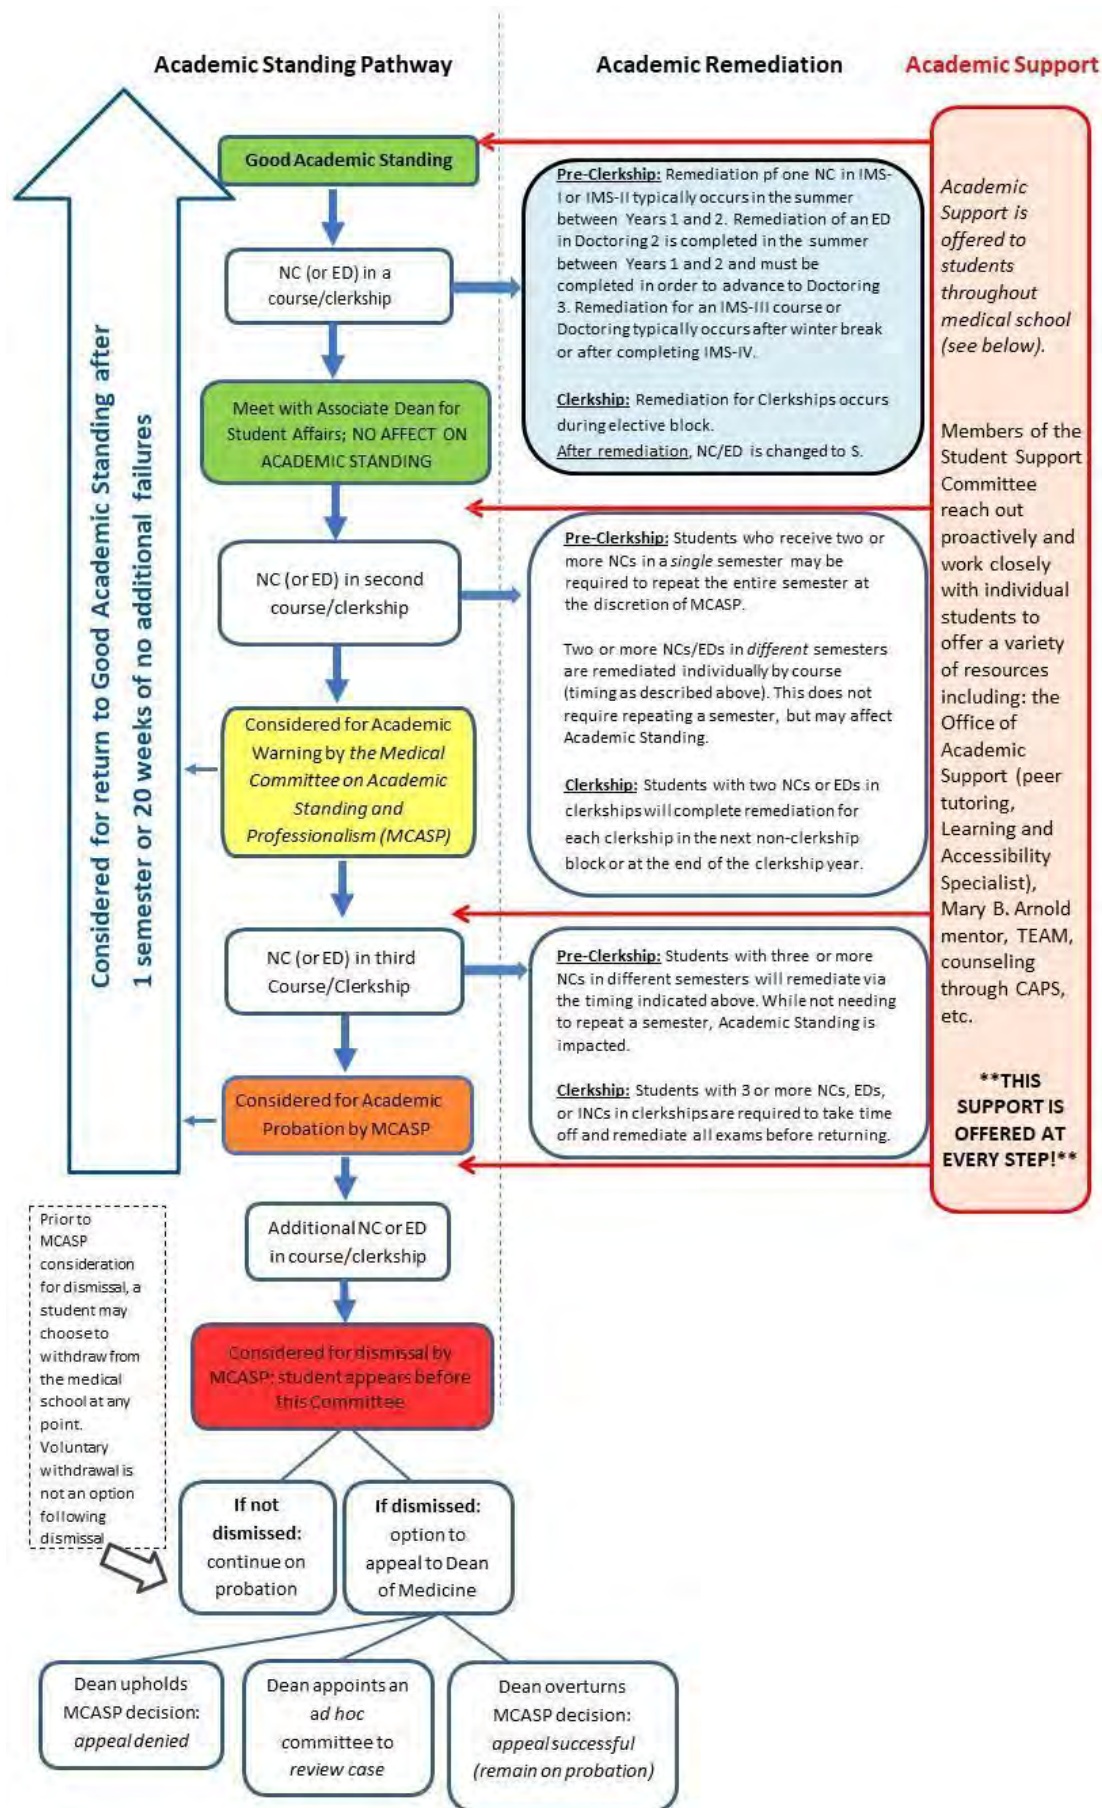 Academic Standing Pathway
Academic Remediation
Academic Support
Considered for return to Good Academic Standing after
1 semester or 20 weeks of no additional failures
Good Academic Standing
NC (or ED) in a
course/clerkship
Meet with Associate Dean for
Student Affairs; NO AFFECT ON
ACADEMIC STANDING
NC (or ED) in second
course/clerkship
Considered for Academic
Warning by the Medical
Committee on Academic
Standing and
Professionalism (MCASP)
NC (or ED) in third
Course/Clerkship
Considered for Academic
Probation by MCASP
Additional NC or ED
in course/clerkship
Considered for dismissal by
MCASP: student appears before
this Committee
If not
dismissed:
continue on
probation
If dismissed:
option to
appeal to Dean
of Medicine
Dean upholds
MCASP decision:
appeal denied
Dean appoints an
ad hoc
committee to
review case
Dean overturns
MCASP decision:
appeal successful
(remain on probation)
Prior to
MCASP
consideration
for dismissal, a
student may
choose to
withdraw from
the medical
school at any
point.
Voluntary
withdrawal is
not an option
following
dismissal
Pre-Clerkship: Remediation pf one NC in IMS-
I or IMS-II typically occurs in the summer
between Years 1 and 2. Remediation of an ED
in Doctoring 2 is completed in the summer
between Years 1 and 2 and must be
completed in order to advance to Doctoring
3. Remediation for an IMS-III course or
Doctoring typically occurs after winter break
or after completing IMS-IV.
Clerkship: Remediation for Clerkships occurs
during elective block.
After remediation, NC/ED is changed to S.
Pre-Clerkship: Students who receive two or
more NCs in a single semester may be
required to repeat the entire semester at
the discretion of MCASP.
Two or more NCs/EDs in different semesters
are remediated individually by course
(timing as described above). This does not
require repeating a semester, but may affect
Academic Standing.
Clerkship: Students with two NCs or EDs in
clerkships will complete remediation for
each clerkship in the next non-clerkship
block or at the end of the clerkship year.
Pre-Clerkship: Students with three or more
NCs in different semesters will remediate via
the timing indicated above. While not needing
to repeat a semester, Academic Standing is
impacted.
Clerkship: Students with 3 or more NCs, EDs,
or INCs in clerkships are required to take time
off and remediate all exams before returning.
Academic
Support is
offered to
students
throughout
medical school
(see below).
Members of the
Student Support
Committee
reach out
proactively and
work closely
with individual
students to
offer a variety
of resources
including: the
Office of
Academic
Support (peer
tutoring,
Learning and
Accessibility
Specialist),
Mary B. Arnold
mentor, TEAM,
counseling
through CAPS,
etc.
**THIS
SUPPORT IS
OFFERED AT
EVERY STEP!**